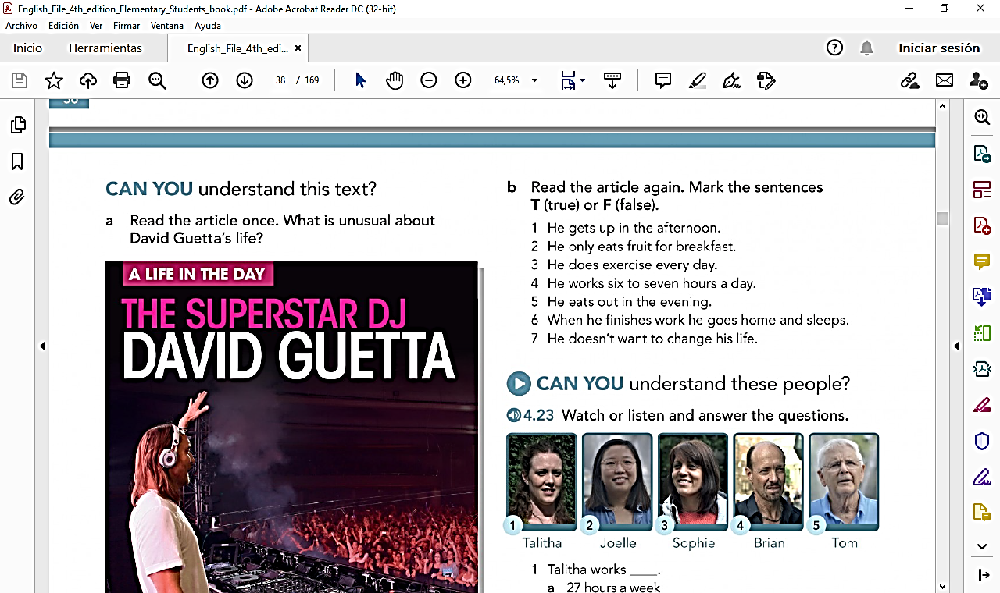 English_File_4th_edition_Elementary_Students_book.pdf - Adobe Acrobat Reader DC (32-bit)
Archivo Edición Ver Firmar Ventana Ayuda
Inicio Herramientas English_File_4th_edi... × Iniciar sesión
38 / 169 64,5%
CAN YOU understand this text?
a Read the article once. What is unusual about
David Guetta's life?
A LIFE IN THE DAY
THE SUPERSTAR DJ
DAVID GUETTA
b Read the article again. Mark the sentences
T (true) or F (false).
1 He gets up in the afternoon.
2 He only eats fruit for breakfast.
3 He does exercise every day.
4 He works six to seven hours a day.
5 He eats out in the evening.
6 When he finishes work he goes home and sleeps.
7 He doesn't want to change his life.
CAN YOU understand these people?
4.23 Watch or listen and answer the questions.
1 2 3 4 5
Talitha Joelle Sophie Brian Tom
1 Talitha works ____.
a 27 hours a week